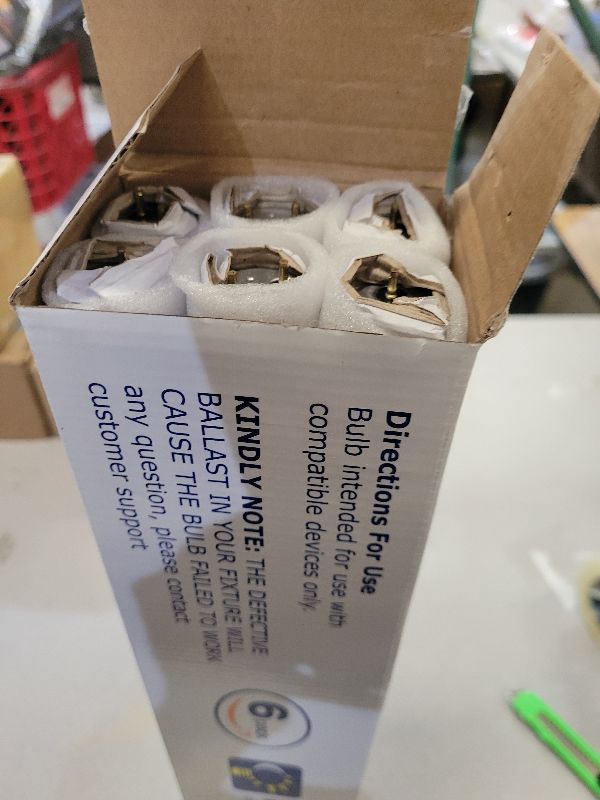 Directions For Use
Bulb intended for use with
compatible devices only.
KINDLY NOTE: THE DEFECTIVE
BALLAST IN YOUR FIXTURE WILL
CAUSE THE BULB FAILED TO WORK
any question, please contact
customer support
6